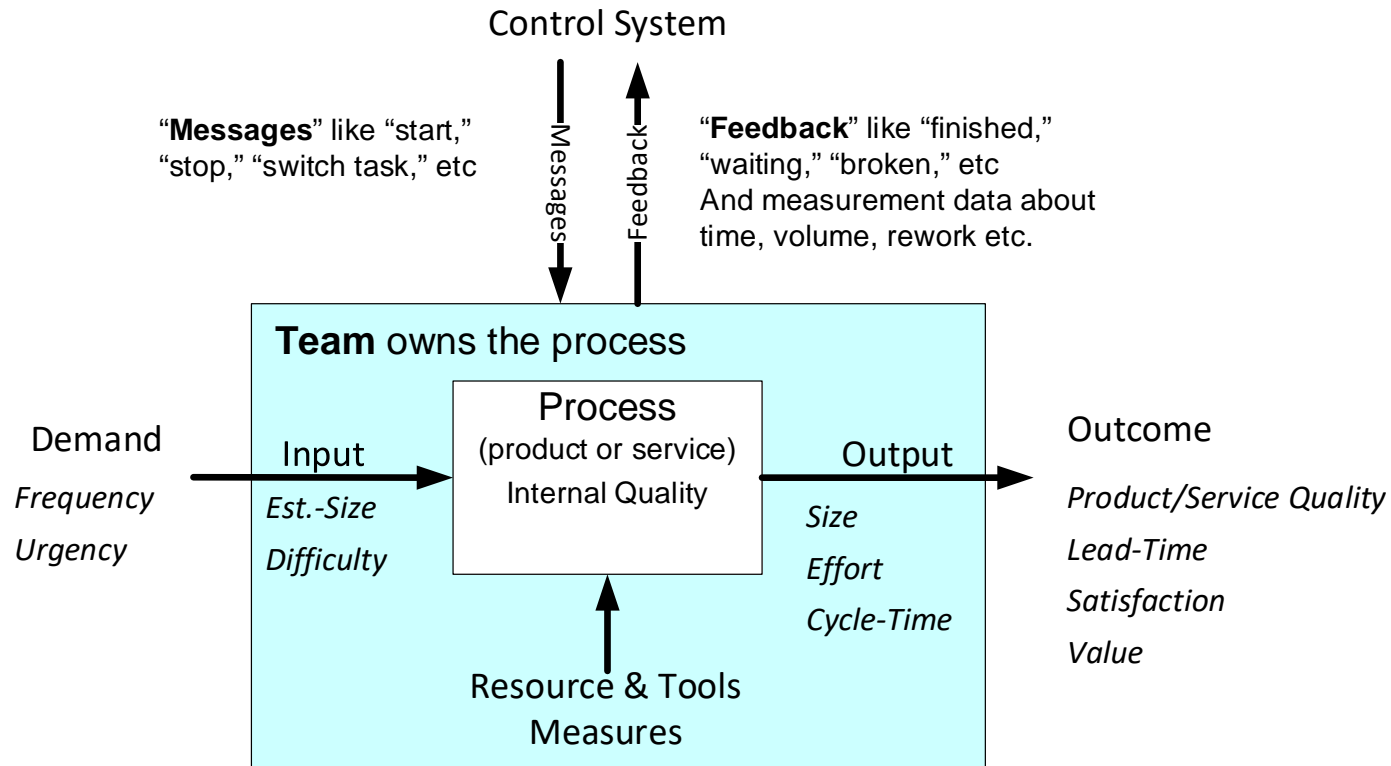 Control System
“Messages” like “start,”
“stop,” “switch task,” etc
Messages
Feedback
“Feedback” like “finished,”
“waiting,” “broken,” etc
And measurement data about
time, volume, rework etc.
Team owns the process
Demand
Frequency
Urgency
Input
Est.-Size
Difficulty
Process
(product or service)
Internal Quality
Output
Size
Effort
Cycle-Time
Outcome
Product/Service Quality
Lead-Time
Satisfaction
Value
Resource & Tools
Measures